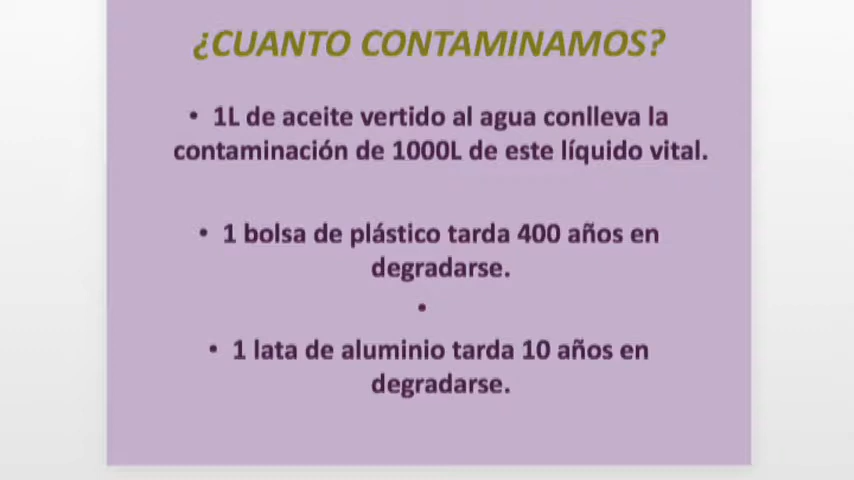 ¿CUANTO CONTAMINAMOS?
• 1L de aceite vertido al agua conlleva la
contaminación de 1000L de este líquido vital.
• 1 bolsa de plástico tarda 400 años en
degradarse.
•
• 1 lata de aluminio tarda 10 años en
degradarse.